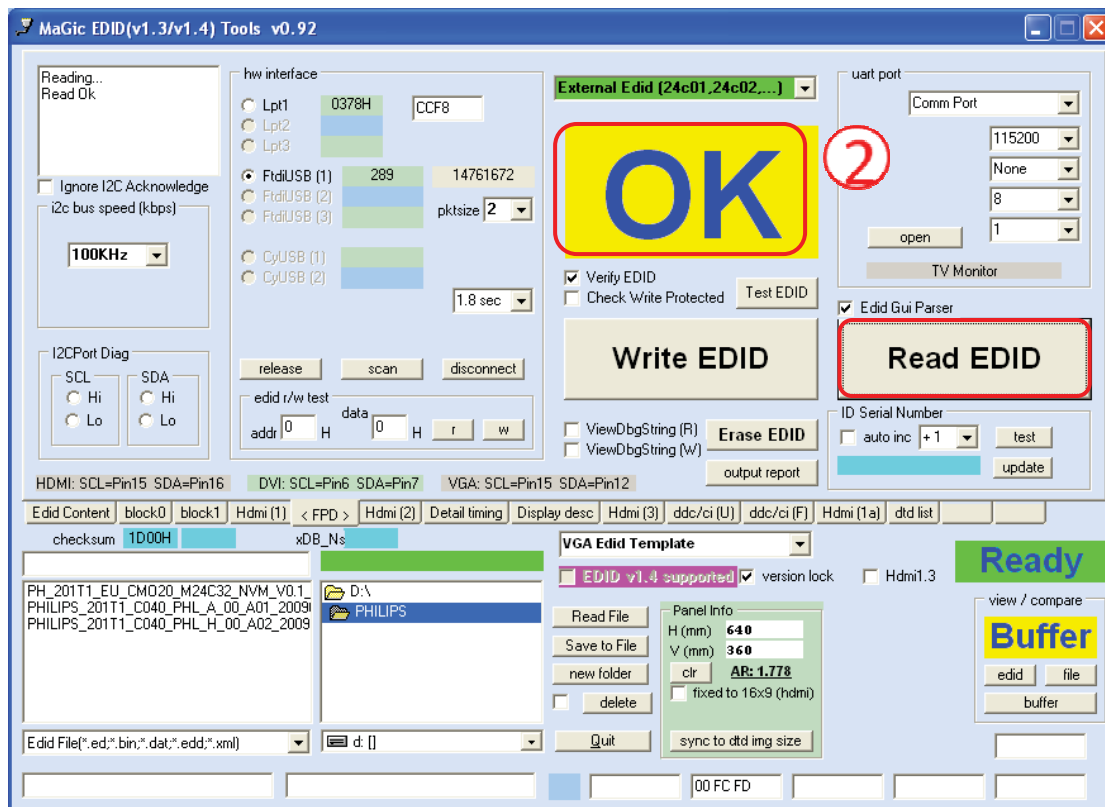 MaGic EDID(v1.3/v1.4) Tools v0.92
Reading...
Read Ok
Ignore I2C Acknowledge
i2c bus speed (kbps)
100KHz
I2CPort Diag
SCL
Hi
Lo
SDA
Hi
Lo
hw interface
Lpt1 0378H CCF8
Lpt2
Lpt3
FtdiUSB (1) 289 14761672
FtdiUSB (2)
FtdiUSB (3)
pktsize 2
CyUSB (1)
CyUSB (2)
1.8 sec
release scan disconnect
edid r/w test
addr 0 H data 0 H r w
External Edid (24c01,24c02,...)
OK
2
Verify EDID
Check Write Protected
Test EDID
Write EDID
ViewDbgString (R)
ViewDbgString (W)
Erase EDID
output report
uart port
Comm Port
115200
None
8
1
open
TV Monitor
Edid Gui Parser
Read EDID
ID Serial Number
auto inc +1 test
update
HDMI: SCL=Pin15 SDA=Pin16 DVI: SCL=Pin6 SDA=Pin7 VGA: SCL=Pin15 SDA=Pin12
Edid Content block0 block1 Hdmi (1) < FPD > Hdmi (2) Detail timing Display desc Hdmi (3) ddc/ci (U) ddc/ci (F) Hdmi (1a) dtd list
checksum 1D00H xDB_Ns
PH_201T1_EU_CMO20_M24C32_NVM_V0.1_
PHILIPS_201T1_C040_PHL_A_00_A01_2009
PHILIPS_201T1_C040_PHL_H_00_A02_2009
Edid File(*.ed;*.bin;*.dat;*.edd;*.xml)
D:\
PHILIPS
d: []
VGA Edid Template
EDID v1.4 supported version lock Hdmi1.3
Read File
Save to File
new folder
delete
Quit
Panel Info
H (mm) 640
V (mm) 360
clr AR: 1.778
fixed to 16x9 (hdmi)
sync to dtd img size
Ready
view / compare
Buffer
edid file
buffer
00 FC FD